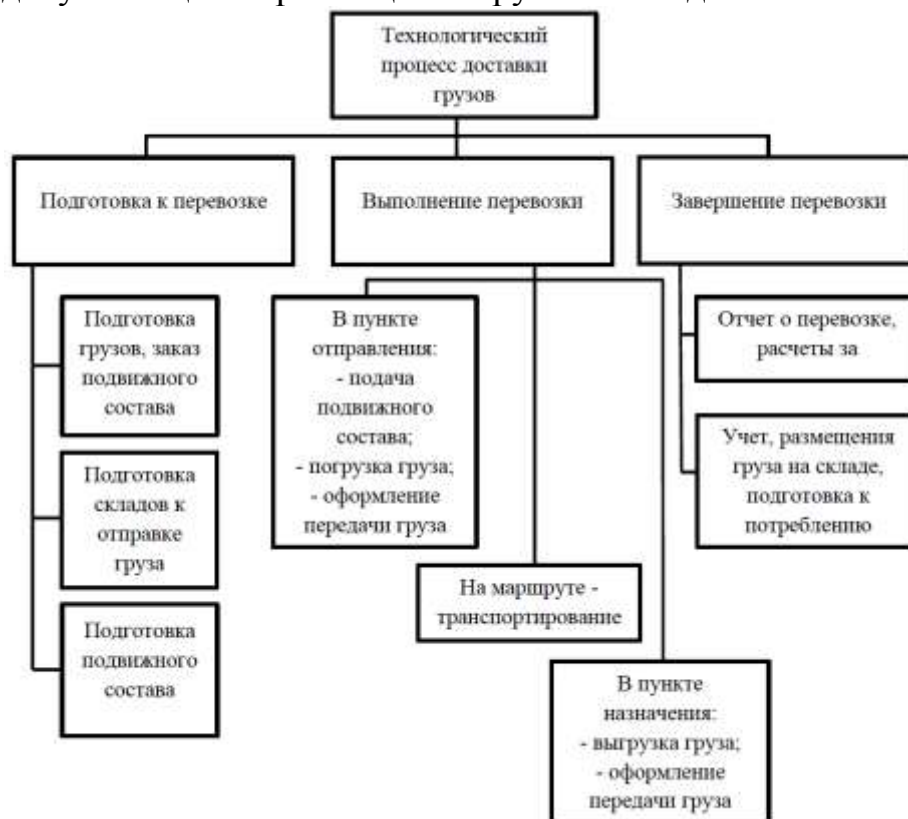 Технологический
процесс доставки
грузов
Подготовка к перевозке
Выполнение перевозки
Завершение перевозки
Подготовка
грузов, заказ
подвижного
состава
Подготовка
складов к
отправке
груза
Подготовка
подвижного
состава
В пункте
отправления:
- подача
подвижного
состава;
- погрузка груза;
- оформление
передачи груза
На маршруте -
транспортирование
В пункте
назначения:
- выгрузка груза;
- оформление
передачи груза
Отчет о перевозке,
расчеты за
Учет, размещения
груза на складе,
подготовка к
потреблению